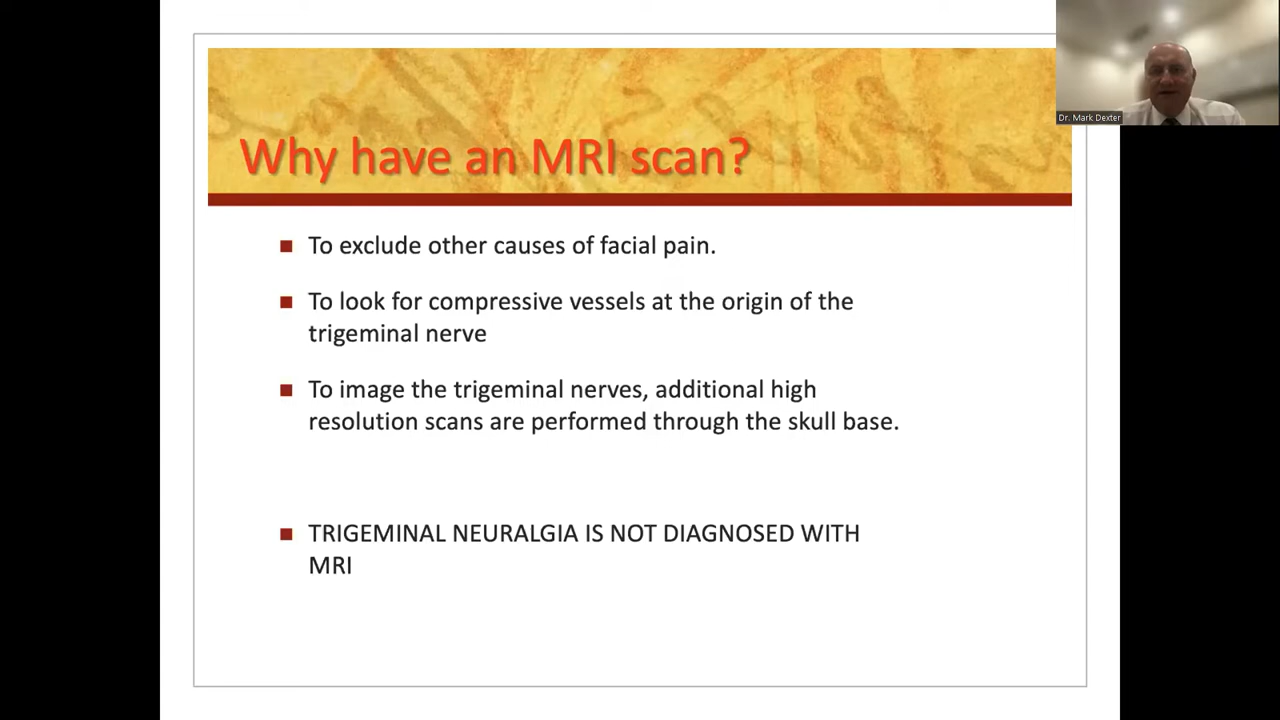 Why have an MRI scan?
Dr. Mark Dexter
To exclude other causes of facial pain.
To look for compressive vessels at the origin of the
trigeminal nerve
To image the trigeminal nerves, additional high
resolution scans are performed through the skull base.
TRIGEMINAL NEURALGIA IS NOT DIAGNOSED WITH
MRI